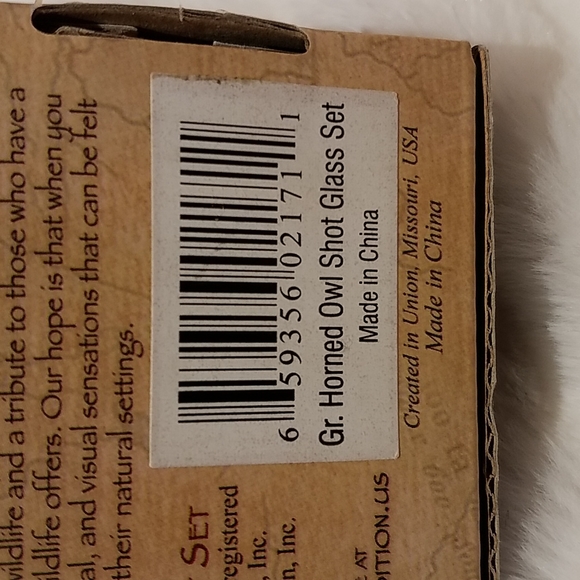 wildlife and a tribute to those who have a
wildlife offers. Our hope is that when you
al, and visual sensations that can be felt
their natural settings.
SET
registered
, Inc.
n, Inc.
AT
DITION.US
6 59356 02171 1
Gr. Horned Owl Shot Glass Set
Made in China
Created in Union, Missouri, USA
Made in China